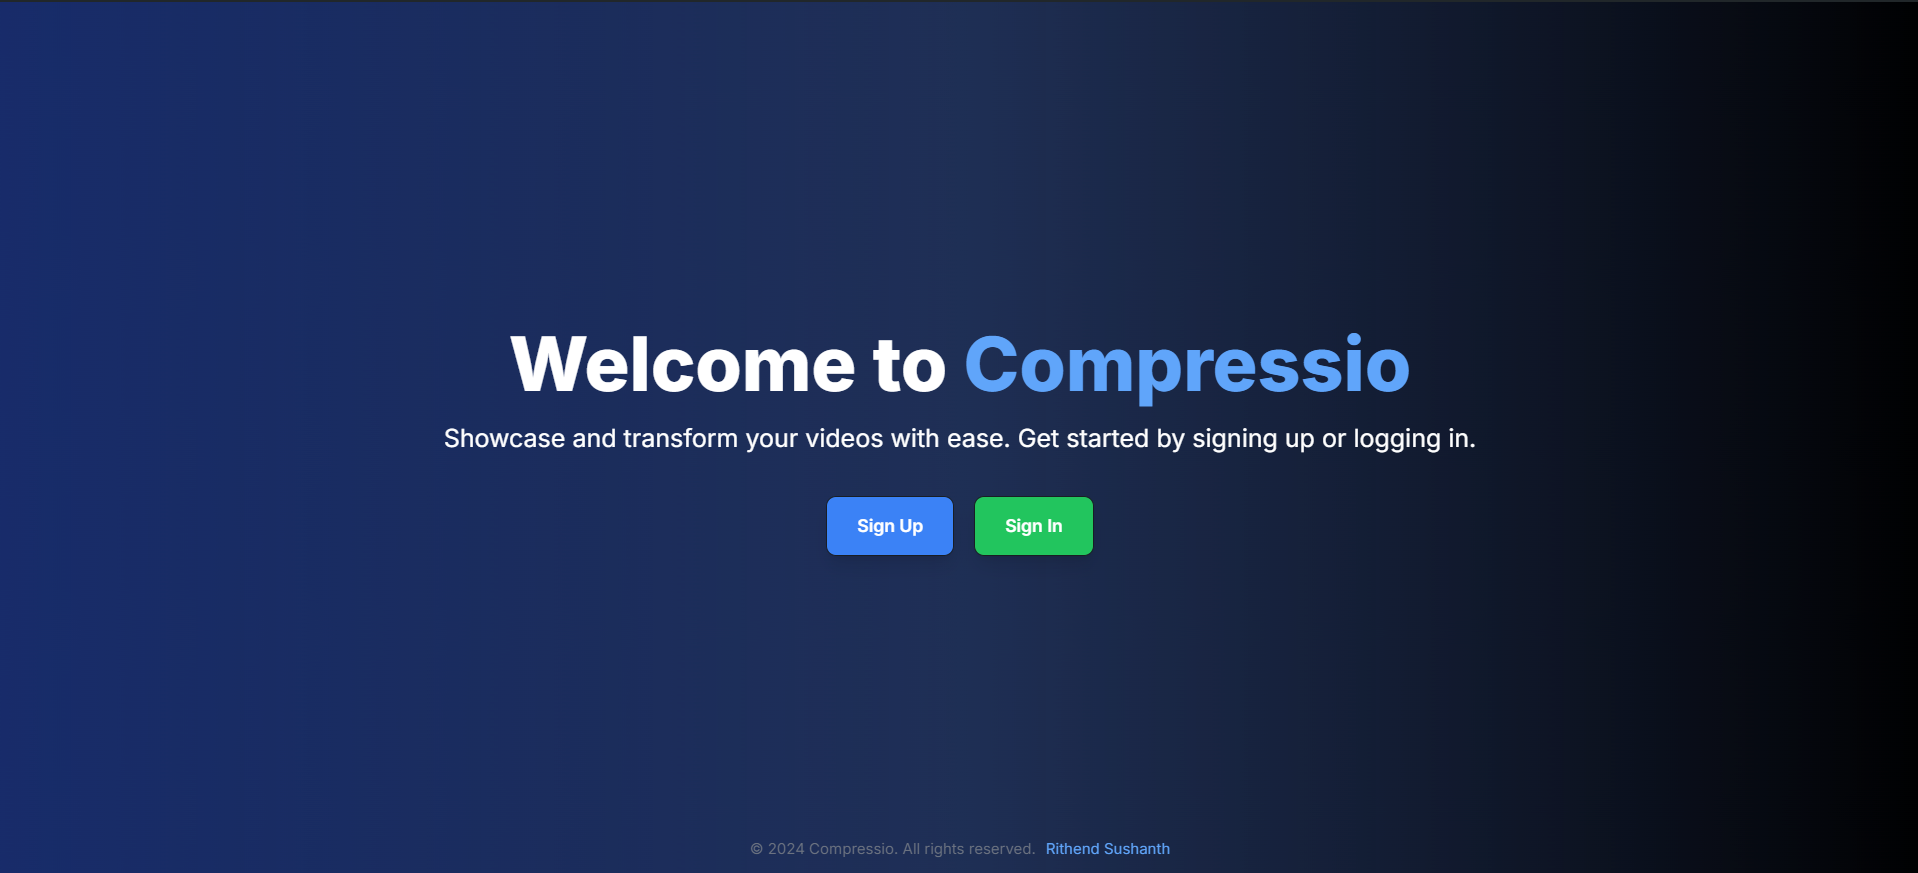 Welcome to Compressio
Showcase and transform your videos with ease. Get started by signing up or logging in.
Sign Up Sign In
© 2024 Compressio. All rights reserved. Rithend Sushanth